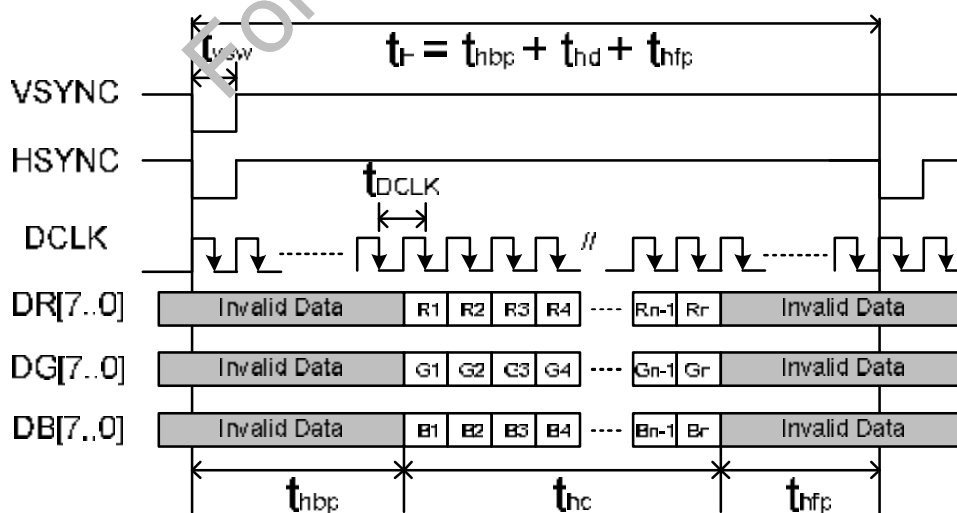 For
tvsw tH = thbp + thd + thfp
VSYNC
HSYNC
tDCLK
DCLK //
DR[7..0] Invalid Data R1 R2 R3 R4 Rn-1 Rr Invalid Data
DG[7..0] Invalid Data G1 G2 C3 G4 Gn-1 Gr Invalid Data
DB[7..0] Invalid Data B1 B2 B3 B4 Bn-1 Br Invalid Data
thbp thc thfp